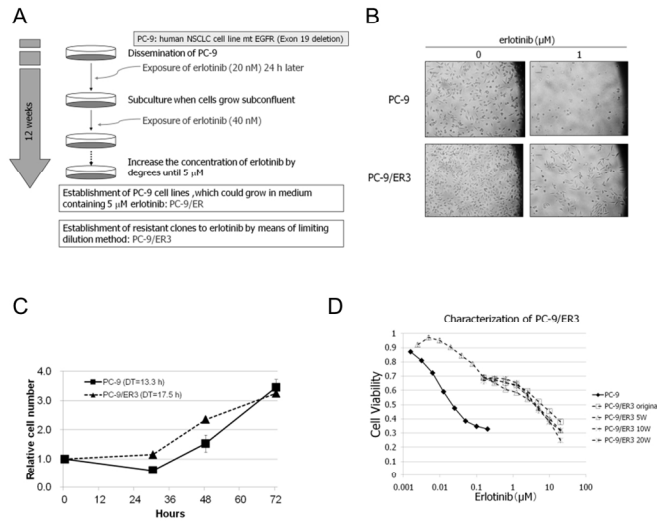 A
PC-9: human NSCLC cell line mt EGFR (Exon 19 deletion)
Dissemination of PC-9
Exposure of erlotinib (20 nM) 24 h later
Subculture when cells grow subconfluent
Exposure of erlotinib (40 nM)
Increase the concentration of erlotinib by
degrees until 5 μM
12 weeks
Establishment of PC-9 cell lines ,which could grow in medium
containing 5 μM erlotinib: PC-9/ER
Establishment of resistant clones to erlotinib by means of limiting
dilution method: PC-9/ER3
B
erlotinib (μM)
0 1
PC-9
PC-9/ER3
C
Relative cell number
4.0
3.0
2.0
1.0
0.0
PC-9 (DT=13.3 h)
PC-9/ER3 (DT=17.5 h)
0 12 24 36 48 60 72
Hours
D
Characterization of PC-9/ER3
Cell Viability
1
0.9
0.8
0.7
0.6
0.5
0.4
0.3
0.2
0.1
0
PC-9
PC-9/ER3 origina
PC-9/ER3 5W
PC-9/ER3 10W
PC-9/ER3 20W
0.001 0.01 0.1 1 10 100
Erlotinib (μM)